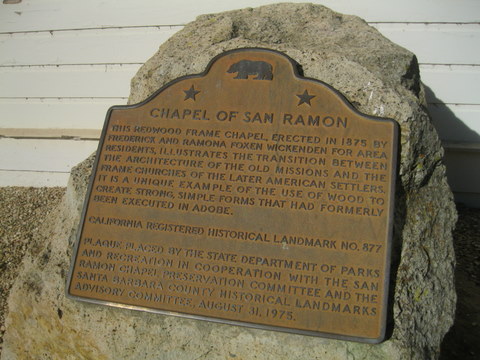 CHAPEL OF SAN RAMON
THIS REDWOOD FRAME CHAPEL, ERECTED IN 1875 BY
FREDERICK AND RAMONA FOXEN WICKENDEN FOR AREA
RESIDENTS, ILLUSTRATES THE TRANSITION BETWEEN
THE ARCHITECTURE OF THE OLD MISSIONS AND THE
FRAME CHURCHES OF THE LATER AMERICAN SETTLERS.
IT IS A UNIQUE EXAMPLE OF THE USE OF WOOD TO
CREATE STRONG, SIMPLE FORMS THAT HAD FORMERLY
BEEN EXECUTED IN ADOBE.
CALIFORNIA REGISTERED HISTORICAL LANDMARK NO. 877
PLAQUE PLACED BY THE STATE DEPARTMENT OF PARKS
AND RECREATION IN COOPERATION WITH THE SAN
RAMON CHAPEL PRESERVATION COMMITTEE AND THE
SANTA BARBARA COUNTY HISTORICAL LANDMARKS
ADVISORY COMMITTEE, AUGUST 31, 1975.